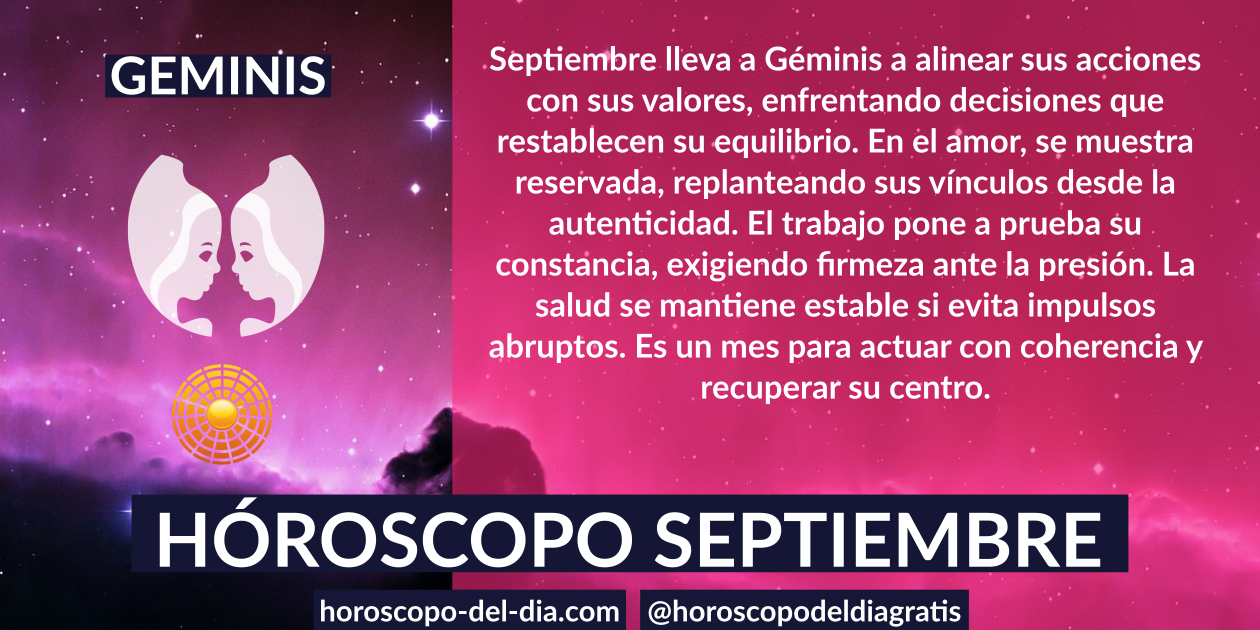 GEMINIS
Septiembre lleva a Géminis a alinear sus acciones
con sus valores, enfrentando decisiones que
restablecen su equilibrio. En el amor, se muestra
reservada, replanteando sus vínculos desde la
autenticidad. El trabajo pone a prueba su
constancia, exigiendo firmeza ante la presión. La
salud se mantiene estable si evita impulsos
abruptos. Es un mes para actuar con coherencia y
recuperar su centro.
HÓROSCOPO SEPTIEMBRE
horoscopo-del-dia.com
@horoscopodeldiagratis